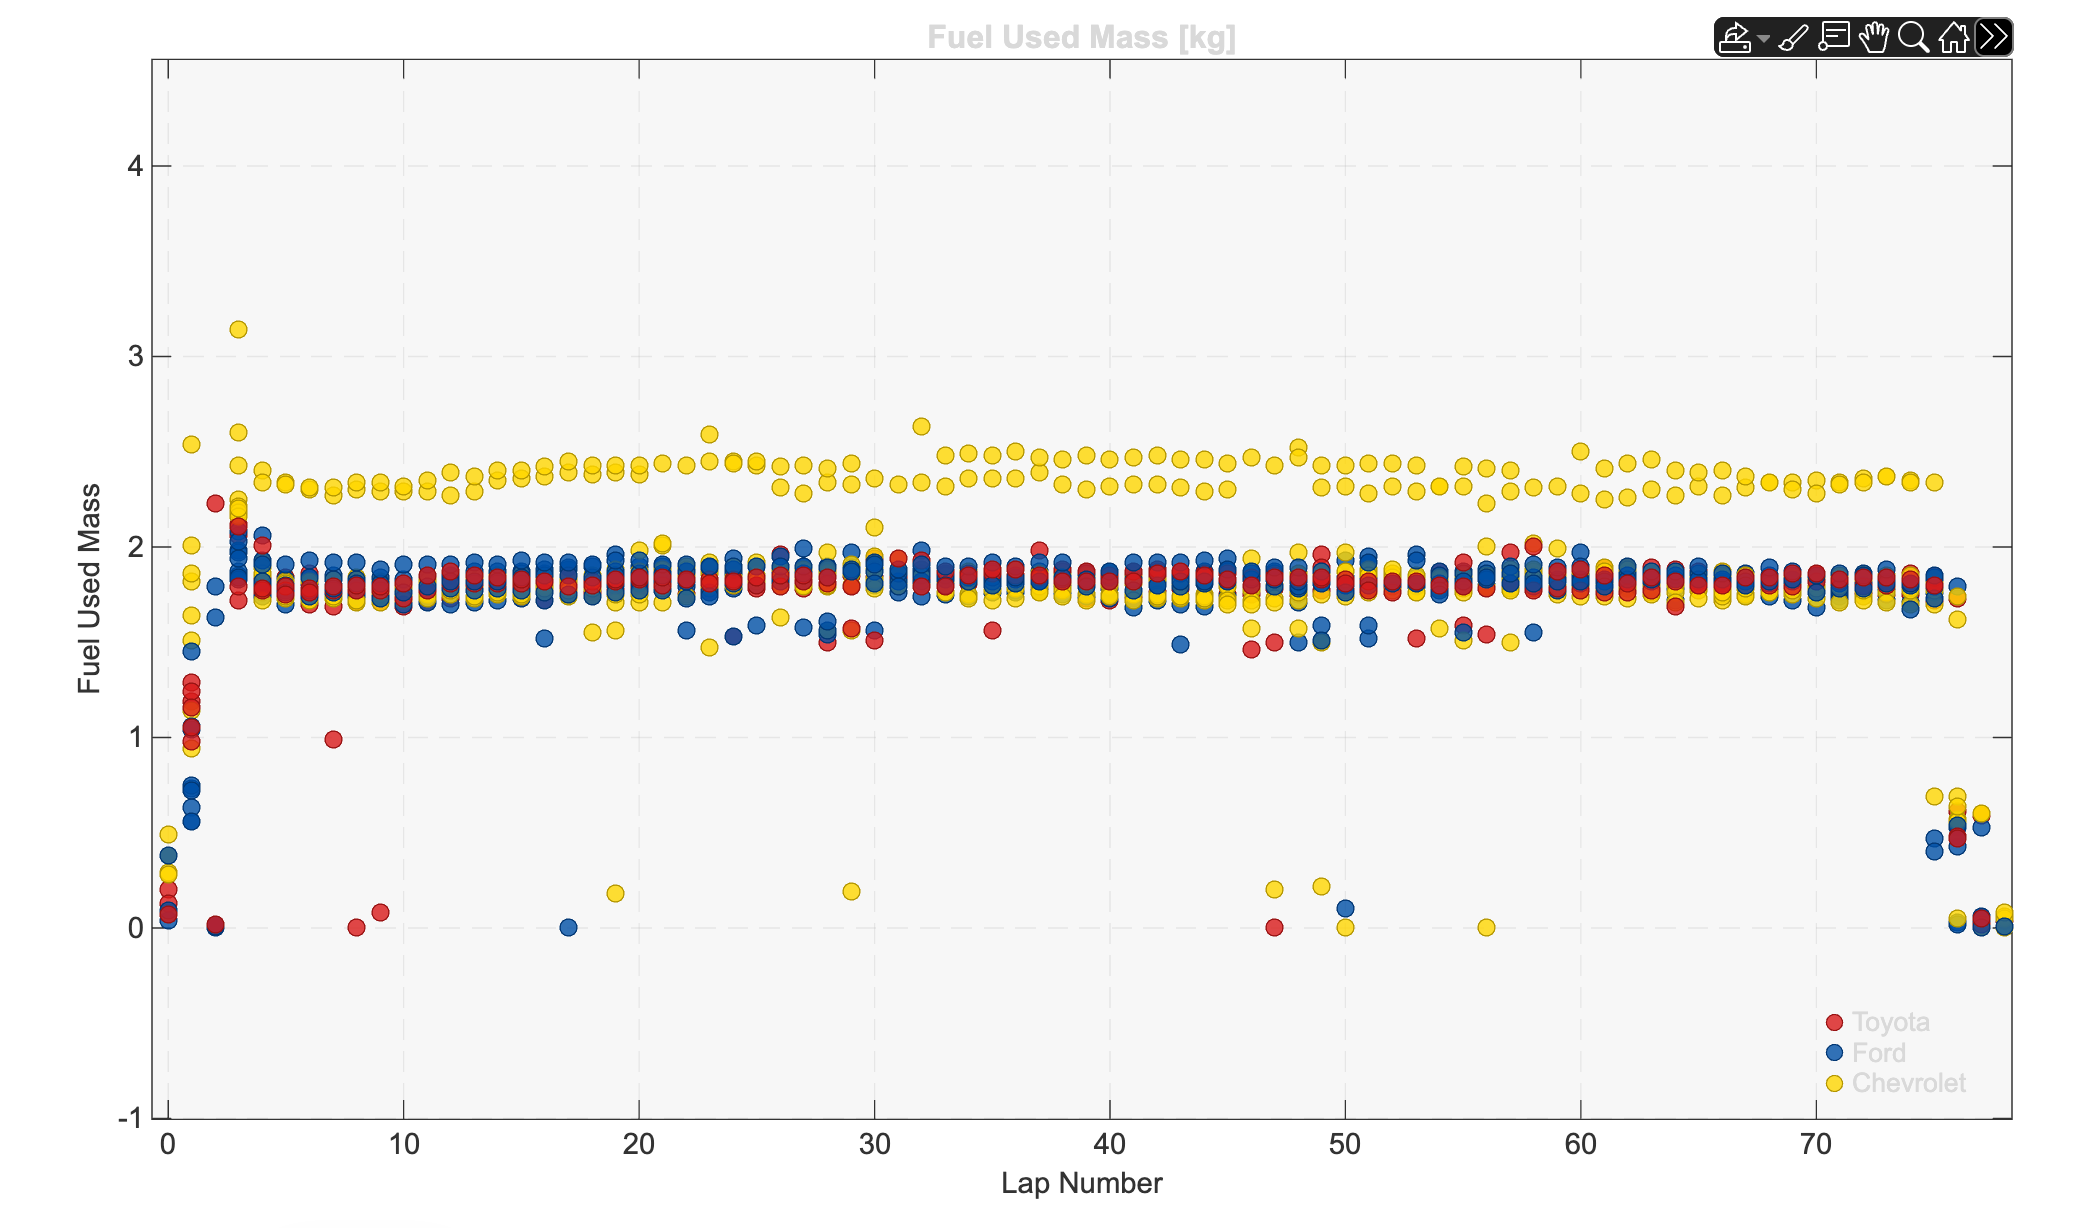 Fuel Used Mass [kg]
Fuel Used Mass
4
3
2
1
0
-1
0 10 20 30 40 50 60 70
Lap Number
Toyota
Ford
Chevrolet